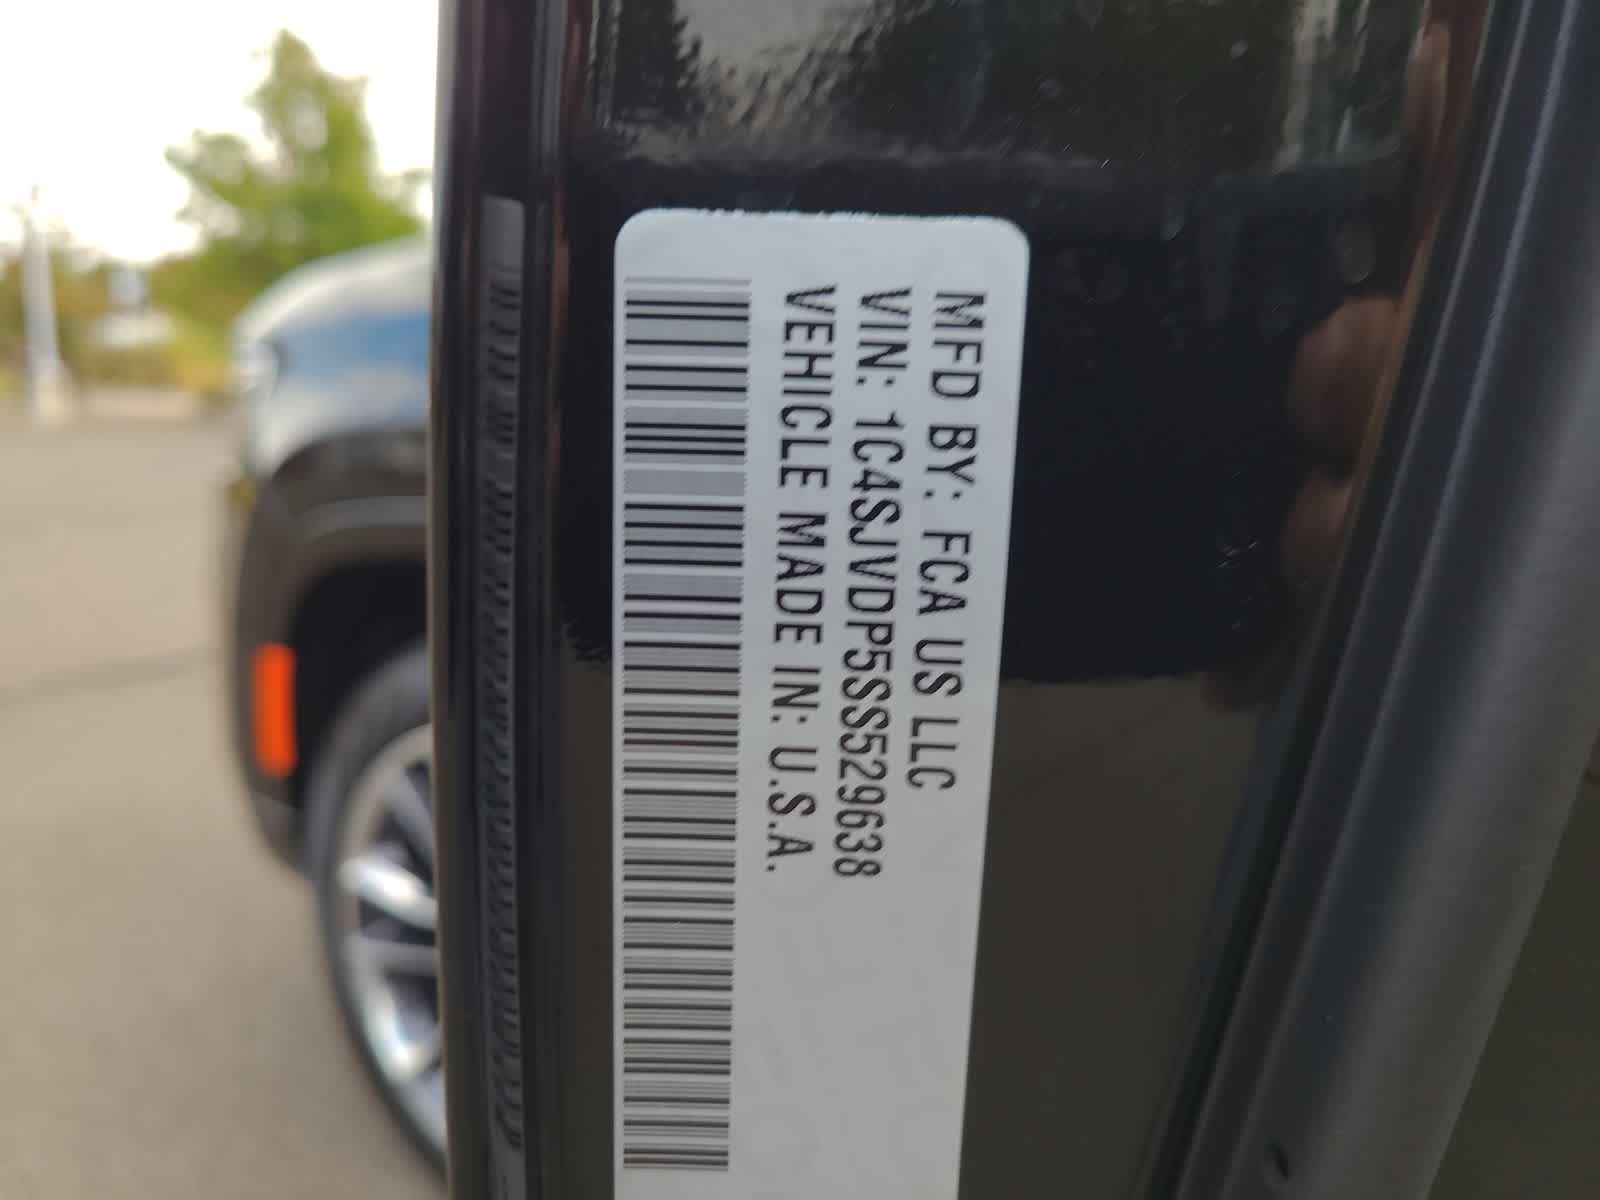 MFD BY: FCA US LLC
VIN: 1C4SJVDP5SS529638
VEHICLE MADE IN: U.S.A.